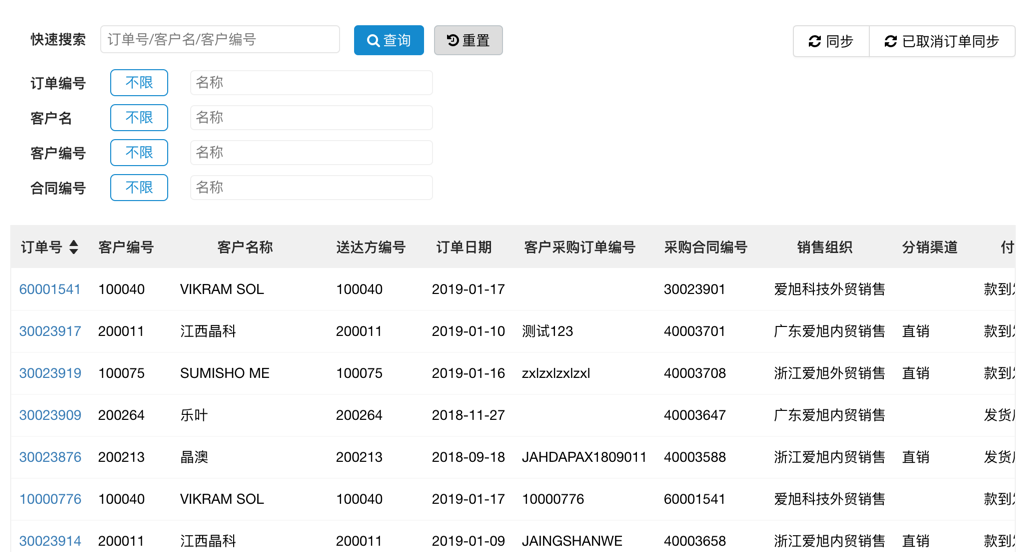 快速搜索 订单号/客户名/客户编号 查询 重置 同步 已取消订单同步
订单编号 不限 名称
客户名 不限 名称
客户编号 不限 名称
合同编号 不限 名称
订单号 客户编号 客户名称 送达方编号 订单日期 客户采购订单编号 采购合同编号 销售组织 分销渠道 付
60001541 100040 VIKRAM SOL 100040 2019-01-17 30023901 爱旭科技外贸销售 款到
30023917 200011 江西晶科 200011 2019-01-10 测试123 40003701 广东爱旭内贸销售 直销 款到
30023919 100075 SUMISHO ME 100075 2019-01-16 zxlzxlzxlzxl 40003708 浙江爱旭外贸销售 直销 款到
30023909 200264 乐叶 200264 2018-11-27 40003647 广东爱旭内贸销售 发货
30023876 200213 晶澳 200213 2018-09-18 JAHDAPAX1809011 40003588 浙江爱旭内贸销售 直销 发货
10000776 100040 VIKRAM SOL 100040 2019-01-17 10000776 60001541 爱旭科技外贸销售 款到
30023914 200011 江西晶科 200011 2019-01-09 JAINGSHANWE 40003658 浙江爱旭内贸销售 直销 款到